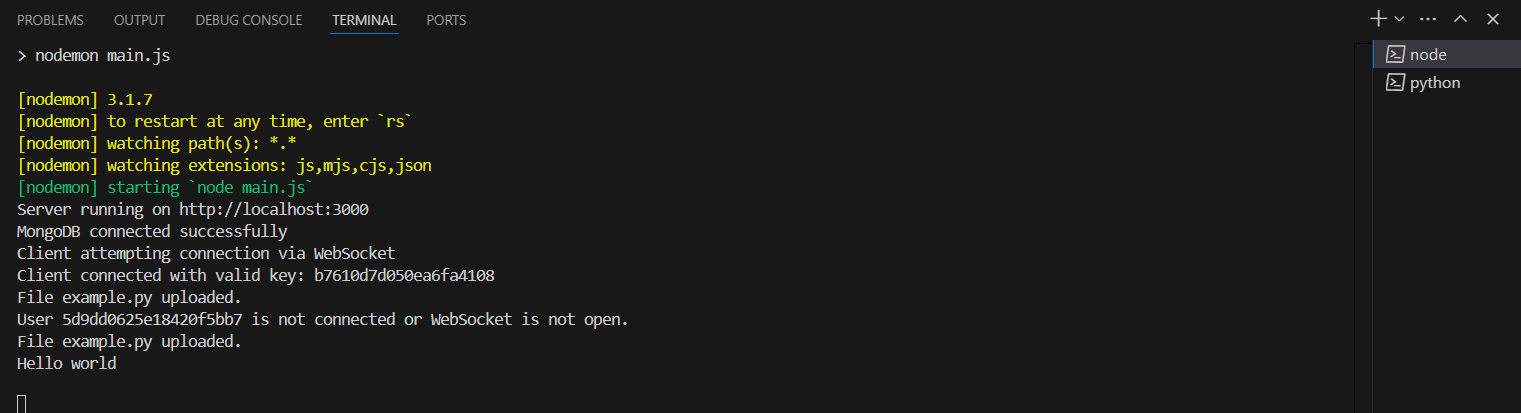 PROBLEMS OUTPUT DEBUG CONSOLE TERMINAL PORTS
> nodemon main.js
node
python
[nodemon] 3.1.7
[nodemon] to restart at any time, enter `rs`
[nodemon] watching path(s): *.*
[nodemon] watching extensions: js,mjs,cjs,json
[nodemon] starting `node main.js`
Server running on http://localhost:3000
MongoDB connected successfully
Client attempting connection via WebSocket
Client connected with valid key: b7610d7d050ea6fa4108
File example.py uploaded.
User 5d9dd0625e18420f5bb7 is not connected or WebSocket is not open.
File example.py uploaded.
Hello world